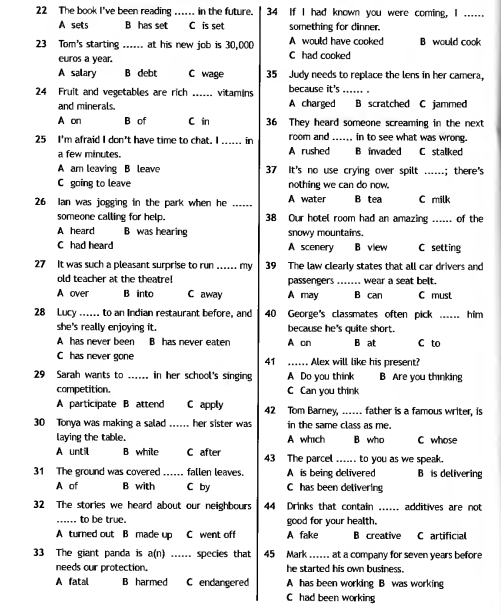 22 The book I've been reading ...... in the future.
A sets B has set C is set
23 Tom's starting ...... at his new job is 30,000
euros a year.
A salary B debt C wage
24 Fruit and vegetables are rich ...... vitamins
and minerals.
A on B of C in
25 I'm afraid I don't have time to chat. I ...... in
a few minutes.
A am leaving B leave
C going to leave
26 Ian was jogging in the park when he ......
someone calling for help.
A heard B was hearing
C had heard
27 It was such a pleasant surprise to run ...... my
old teacher at the theatre!
A over B into C away
28 Lucy ...... to an Indian restaurant before, and
she's really enjoying it.
A has never been B has never eaten
C has never gone
29 Sarah wants to ...... in her school's singing
competition.
A participate B attend C apply
30 Tonya was making a salad ...... her sister was
laying the table.
A until B while C after
31 The ground was covered ...... fallen leaves.
A of B with C by
32 The stories we heard about our neighbours
...... to be true.
A turned out B made up C went off
33 The giant panda is a(n) ...... species that
needs our protection.
A fatal B harmed C endangered
34 If I had known you were coming, I ......
something for dinner.
A would have cooked B would cook
C had cooked
35 Judy needs to replace the lens in her camera,
because it's ...... .
A charged B scratched C jammed
36 They heard someone screaming in the next
room and ...... in to see what was wrong.
A rushed B invaded C stalked
37 It's no use crying over spilt ......; there's
nothing we can do now.
A water B tea C milk
38 Our hotel room had an amazing ...... of the
snowy mountains.
A scenery B view C setting
39 The law clearly states that all car drivers and
passengers ....... wear a seat belt.
A may B can C must
40 George's classmates often pick ...... him
because he's quite short.
A on B at C to
41 ...... Alex will like his present?
A Do you think B Are you thinking
C Can you think
42 Tom Barney, ...... father is a famous writer, is
in the same class as me.
A which B who C whose
43 The parcel ...... to you as we speak.
A is being delivered B is delivering
C has been delivering
44 Drinks that contain ...... additives are not
good for your health.
A fake B creative C artificial
45 Mark ...... at a company for seven years before
he started his own business.
A has been working B was working
C had been working